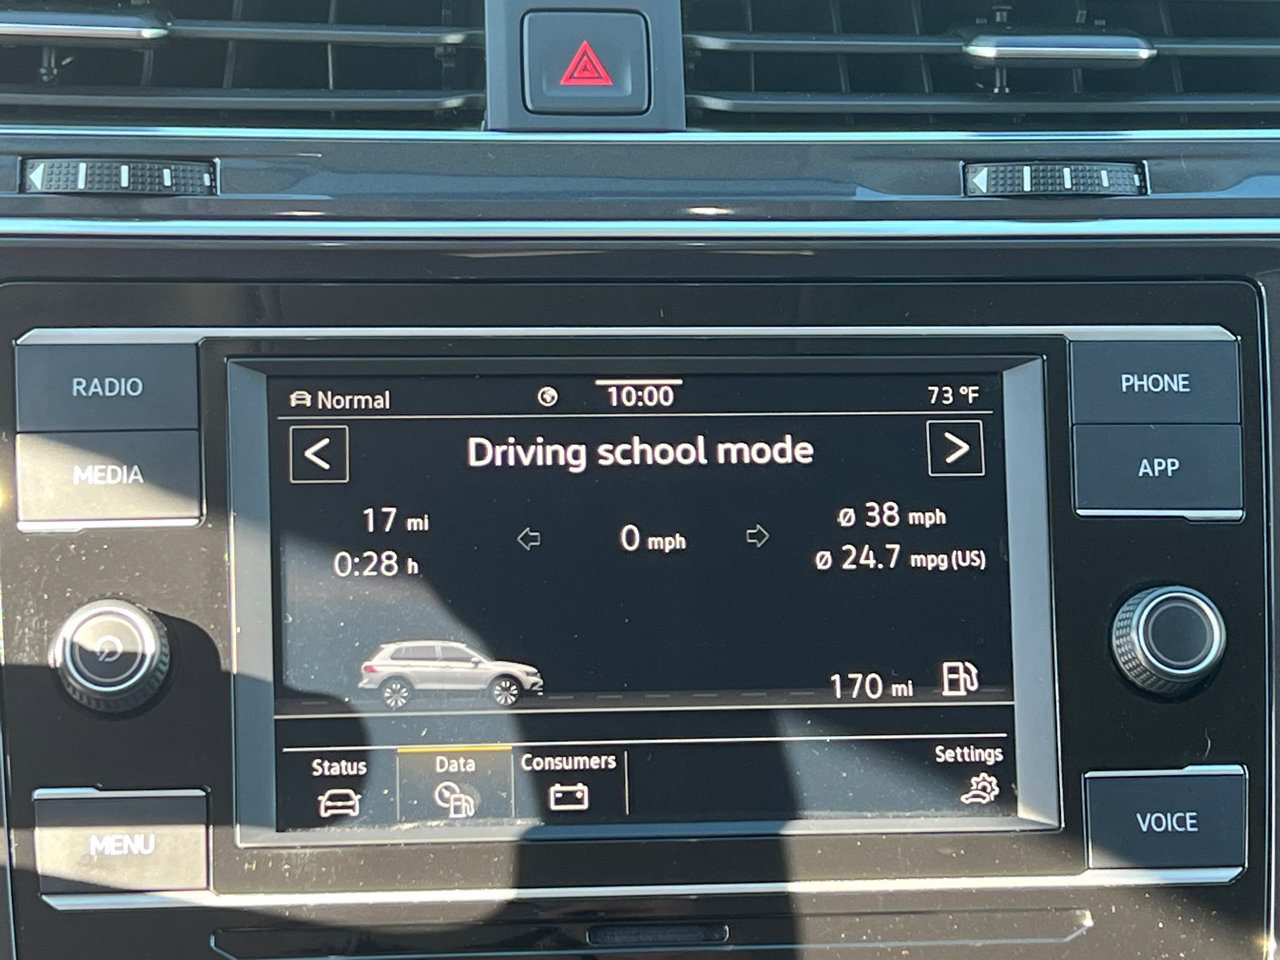 RADIO
MEDIA
MENU
PHONE
APP
VOICE
Normal
10:00
73 °F
<
Driving school mode
>
17 mi
0:28 h
0 mph
Ø 38 mph
Ø 24.7 mpg (US)
170 mi
Status
Data
Consumers
Settings